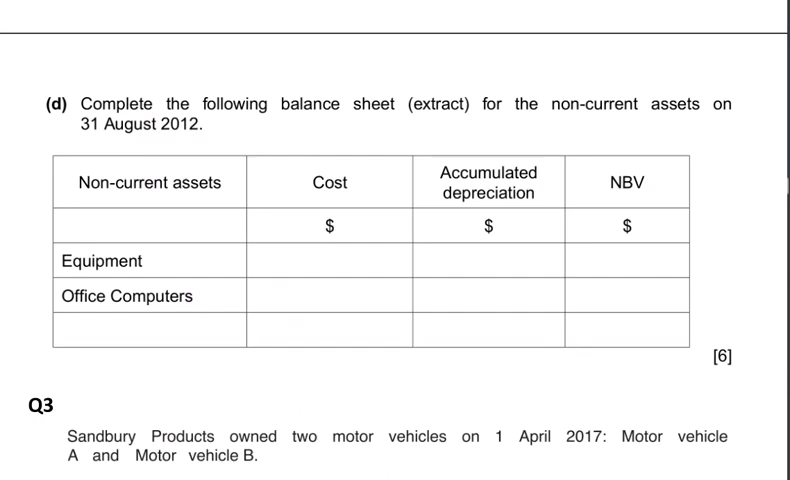 (d) Complete the following balance sheet (extract) for the non-current assets on
31 August 2012.
Non-current assets Cost Accumulated depreciation NBV
$ $ $
Equipment
Office Computers
[6]
Q3
Sandbury Products owned two motor vehicles on 1 April 2017: Motor vehicle
A and Motor vehicle B.